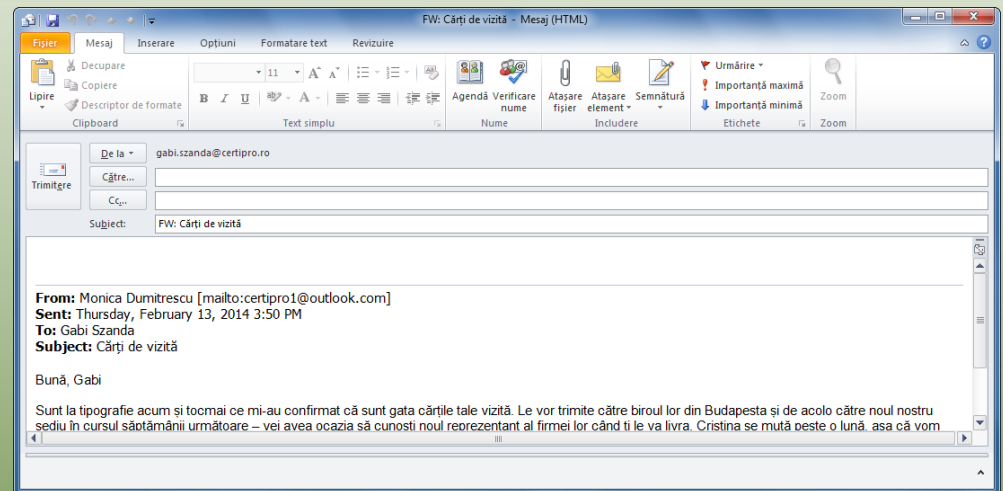 FW: Cărți de vizită - Mesaj (HTML)
Fișier Mesaj Inserare Opțiuni Formatare text Revizuire
Lipire
Decupare
Copiere
Descriptor de formate
Clipboard
11
B I U
Text simplu
Agendă Verificare nume
Nume
Atașare fișier Atașare element Semnătură
Includere
Urmărire
Importanță maximă
Importanță minimă
Etichete
Zoom
Zoom
Trimitere
De la gabi.szanda@certipro.ro
Către...
Cc...
Subiect: FW: Cărți de vizită
From: Monica Dumitrescu [mailto:certipro1@outlook.com]
Sent: Thursday, February 13, 2014 3:50 PM
To: Gabi Szanda
Subject: Cărți de vizită
Bună, Gabi
Sunt la tipografie acum și tocmai ce mi-au confirmat că sunt gata cărțile tale vizită. Le vor trimite către biroul lor din Budapesta și de acolo către noul nostru
sediu în cursul săptămânii următoare – vei avea ocazia să cunoști noul reprezentant al firmei lor când ți le va livra. Cristina se mută peste o lună, așa că vom